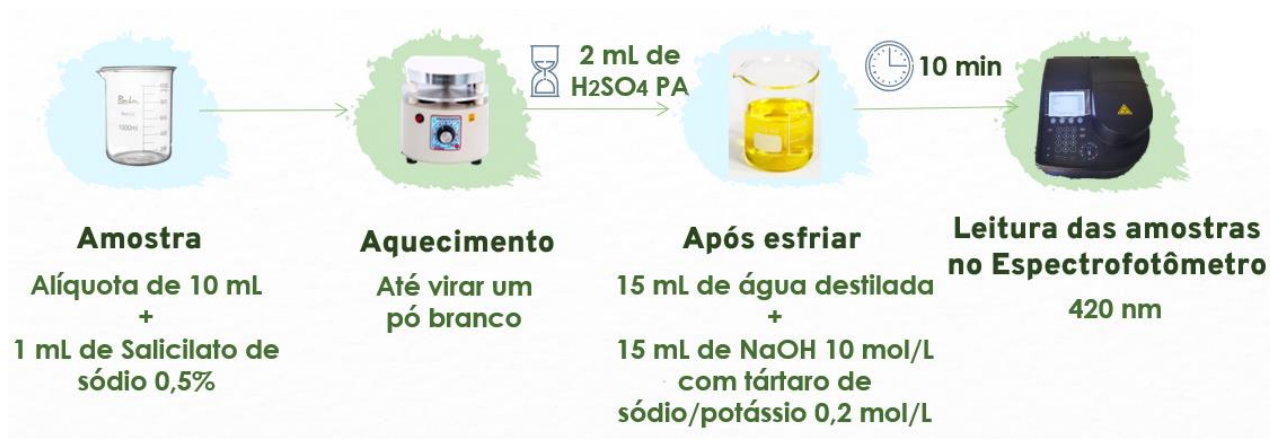 2 mL de
H2SO4 PA
10 min
1000ml
Amostra
Alíquota de 10 mL
+
1 mL de Salicilato de
sódio 0,5%
Aquecimento
Até virar um
pó branco
Após esfriar
15 mL de água destilada
+
15 mL de NaOH 10 mol/L
com tártaro de
sódio/potássio 0,2 mol/L
Leitura das amostras
no Espectrofotômetro
420 nm